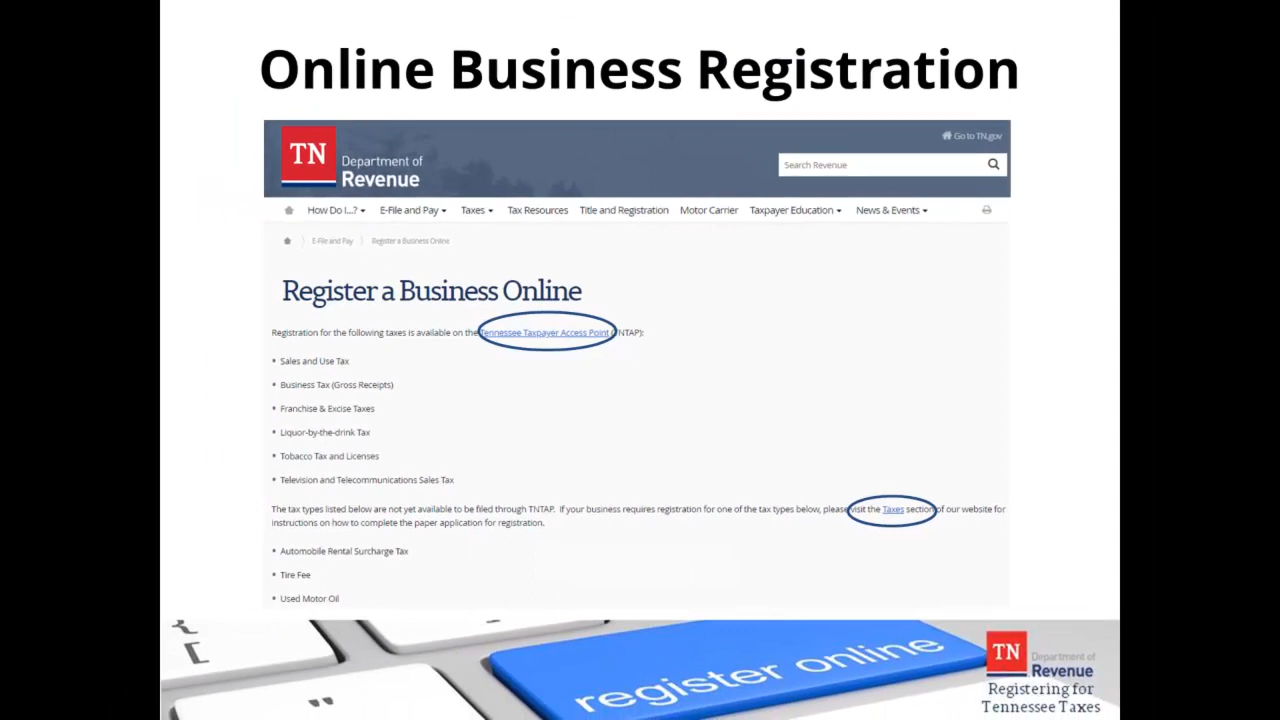 Online Business Registration
TN
Department of
Revenue
Go to TN.gov
Search Revenue
How Do I...? E-File and Pay Taxes Tax Resources Title and Registration Motor Carrier Taxpayer Education News & Events
E-File and Pay Register a Business Online
Register a Business Online
Registration for the following taxes is available on the Tennessee Taxpayer Access Point (TNTAP):
• Sales and Use Tax
• Business Tax (Gross Receipts)
• Franchise & Excise Taxes
• Liquor-by-the-drink Tax
• Tobacco Tax and Licenses
• Television and Telecommunications Sales Tax
The tax types listed below are not yet available to be filed through TNTAP. If your business requires registration for one of the tax types below, please visit the Taxes section of our website for
instructions on how to complete the paper application for registration.
• Automobile Rental Surcharge Tax
• Tire Fee
• Used Motor Oil
{
[
"
register online
TN
Department of
Revenue
Registering for
Tennessee Taxes